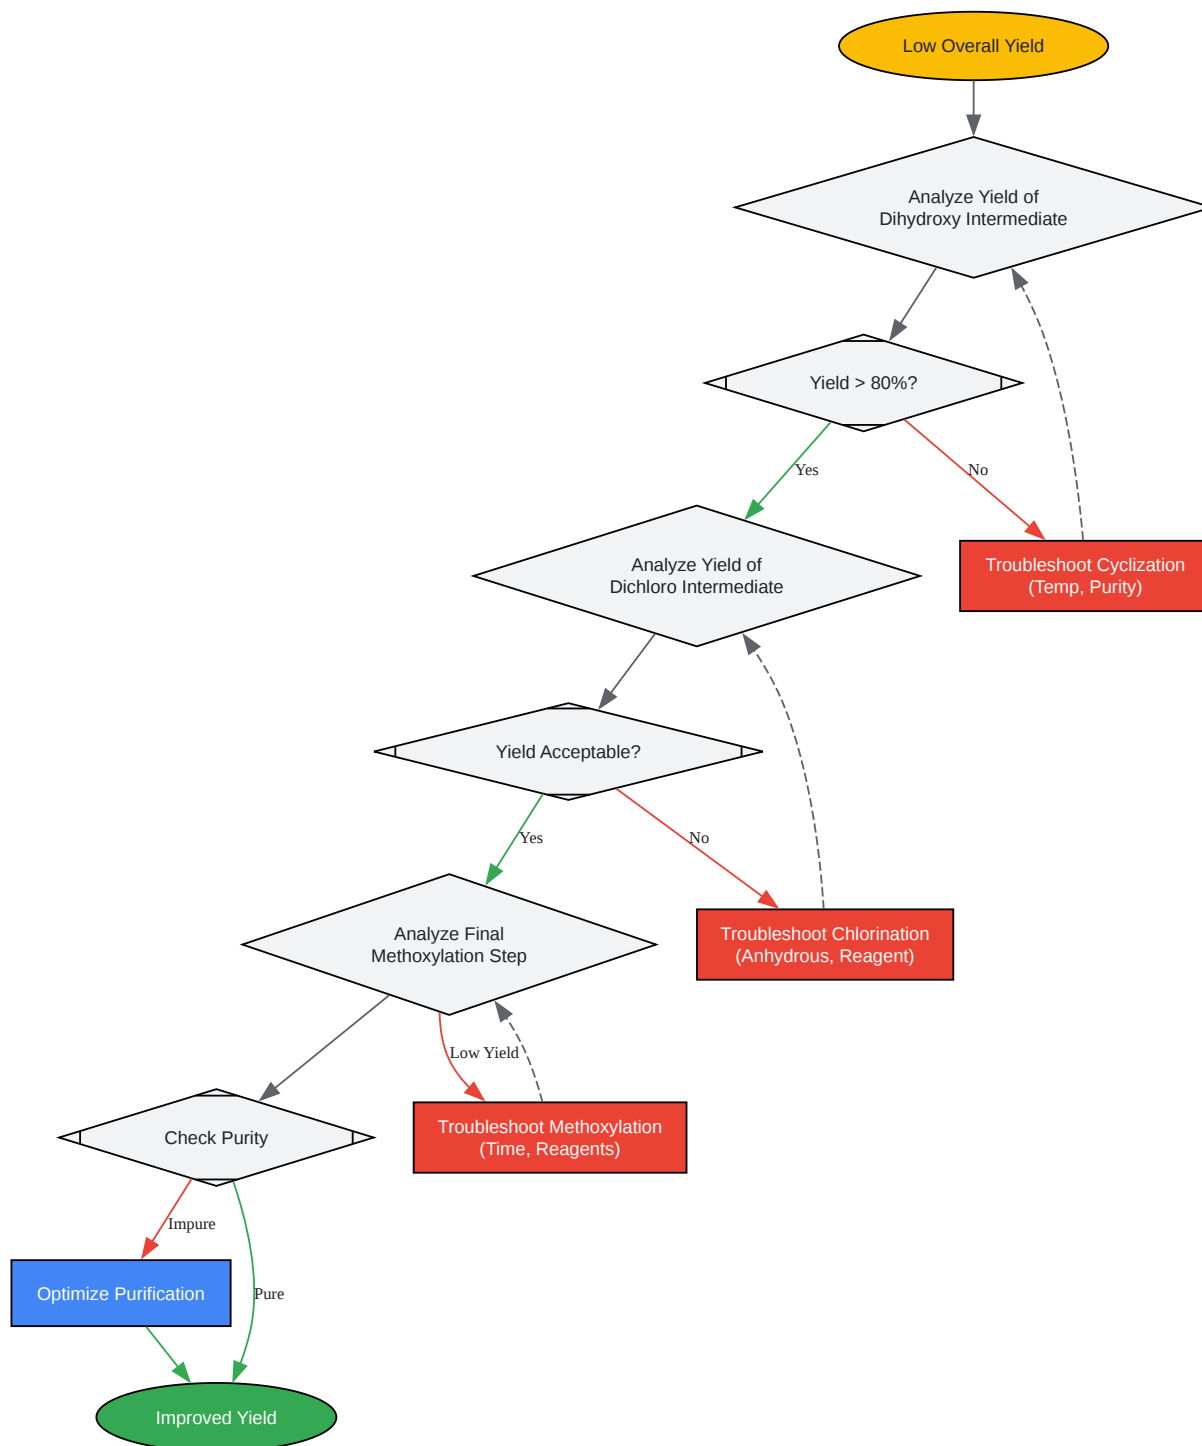 Low Overall Yield
Analyze Yield of
Dihydroxy Intermediate
Yield > 80%?
Yes
No
Analyze Yield of
Dichloro Intermediate
Troubleshoot Cyclization
(Temp, Purity)
Yield Acceptable?
Yes
No
Analyze Final
Methoxylation Step
Troubleshoot Chlorination
(Anhydrous, Reagent)
Low Yield
Check Purity
Troubleshoot Methoxylation
(Time, Reagents)
Impure
Optimize Purification
Pure
Improved Yield